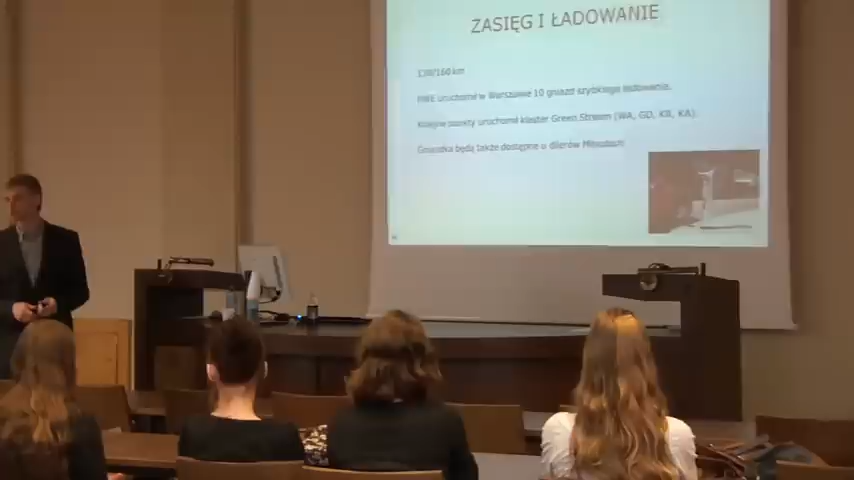 ZASIĘG I ŁADOWANIE
130/160 km
uruchomi w Warszawie 10 gniazd szybkiego ładowania.
Kolejne punkty uruchomi klaster Green Stream (WA, GD, KR, KA).
Gniazdka będą także dostępne u dilerów Mitsubishi